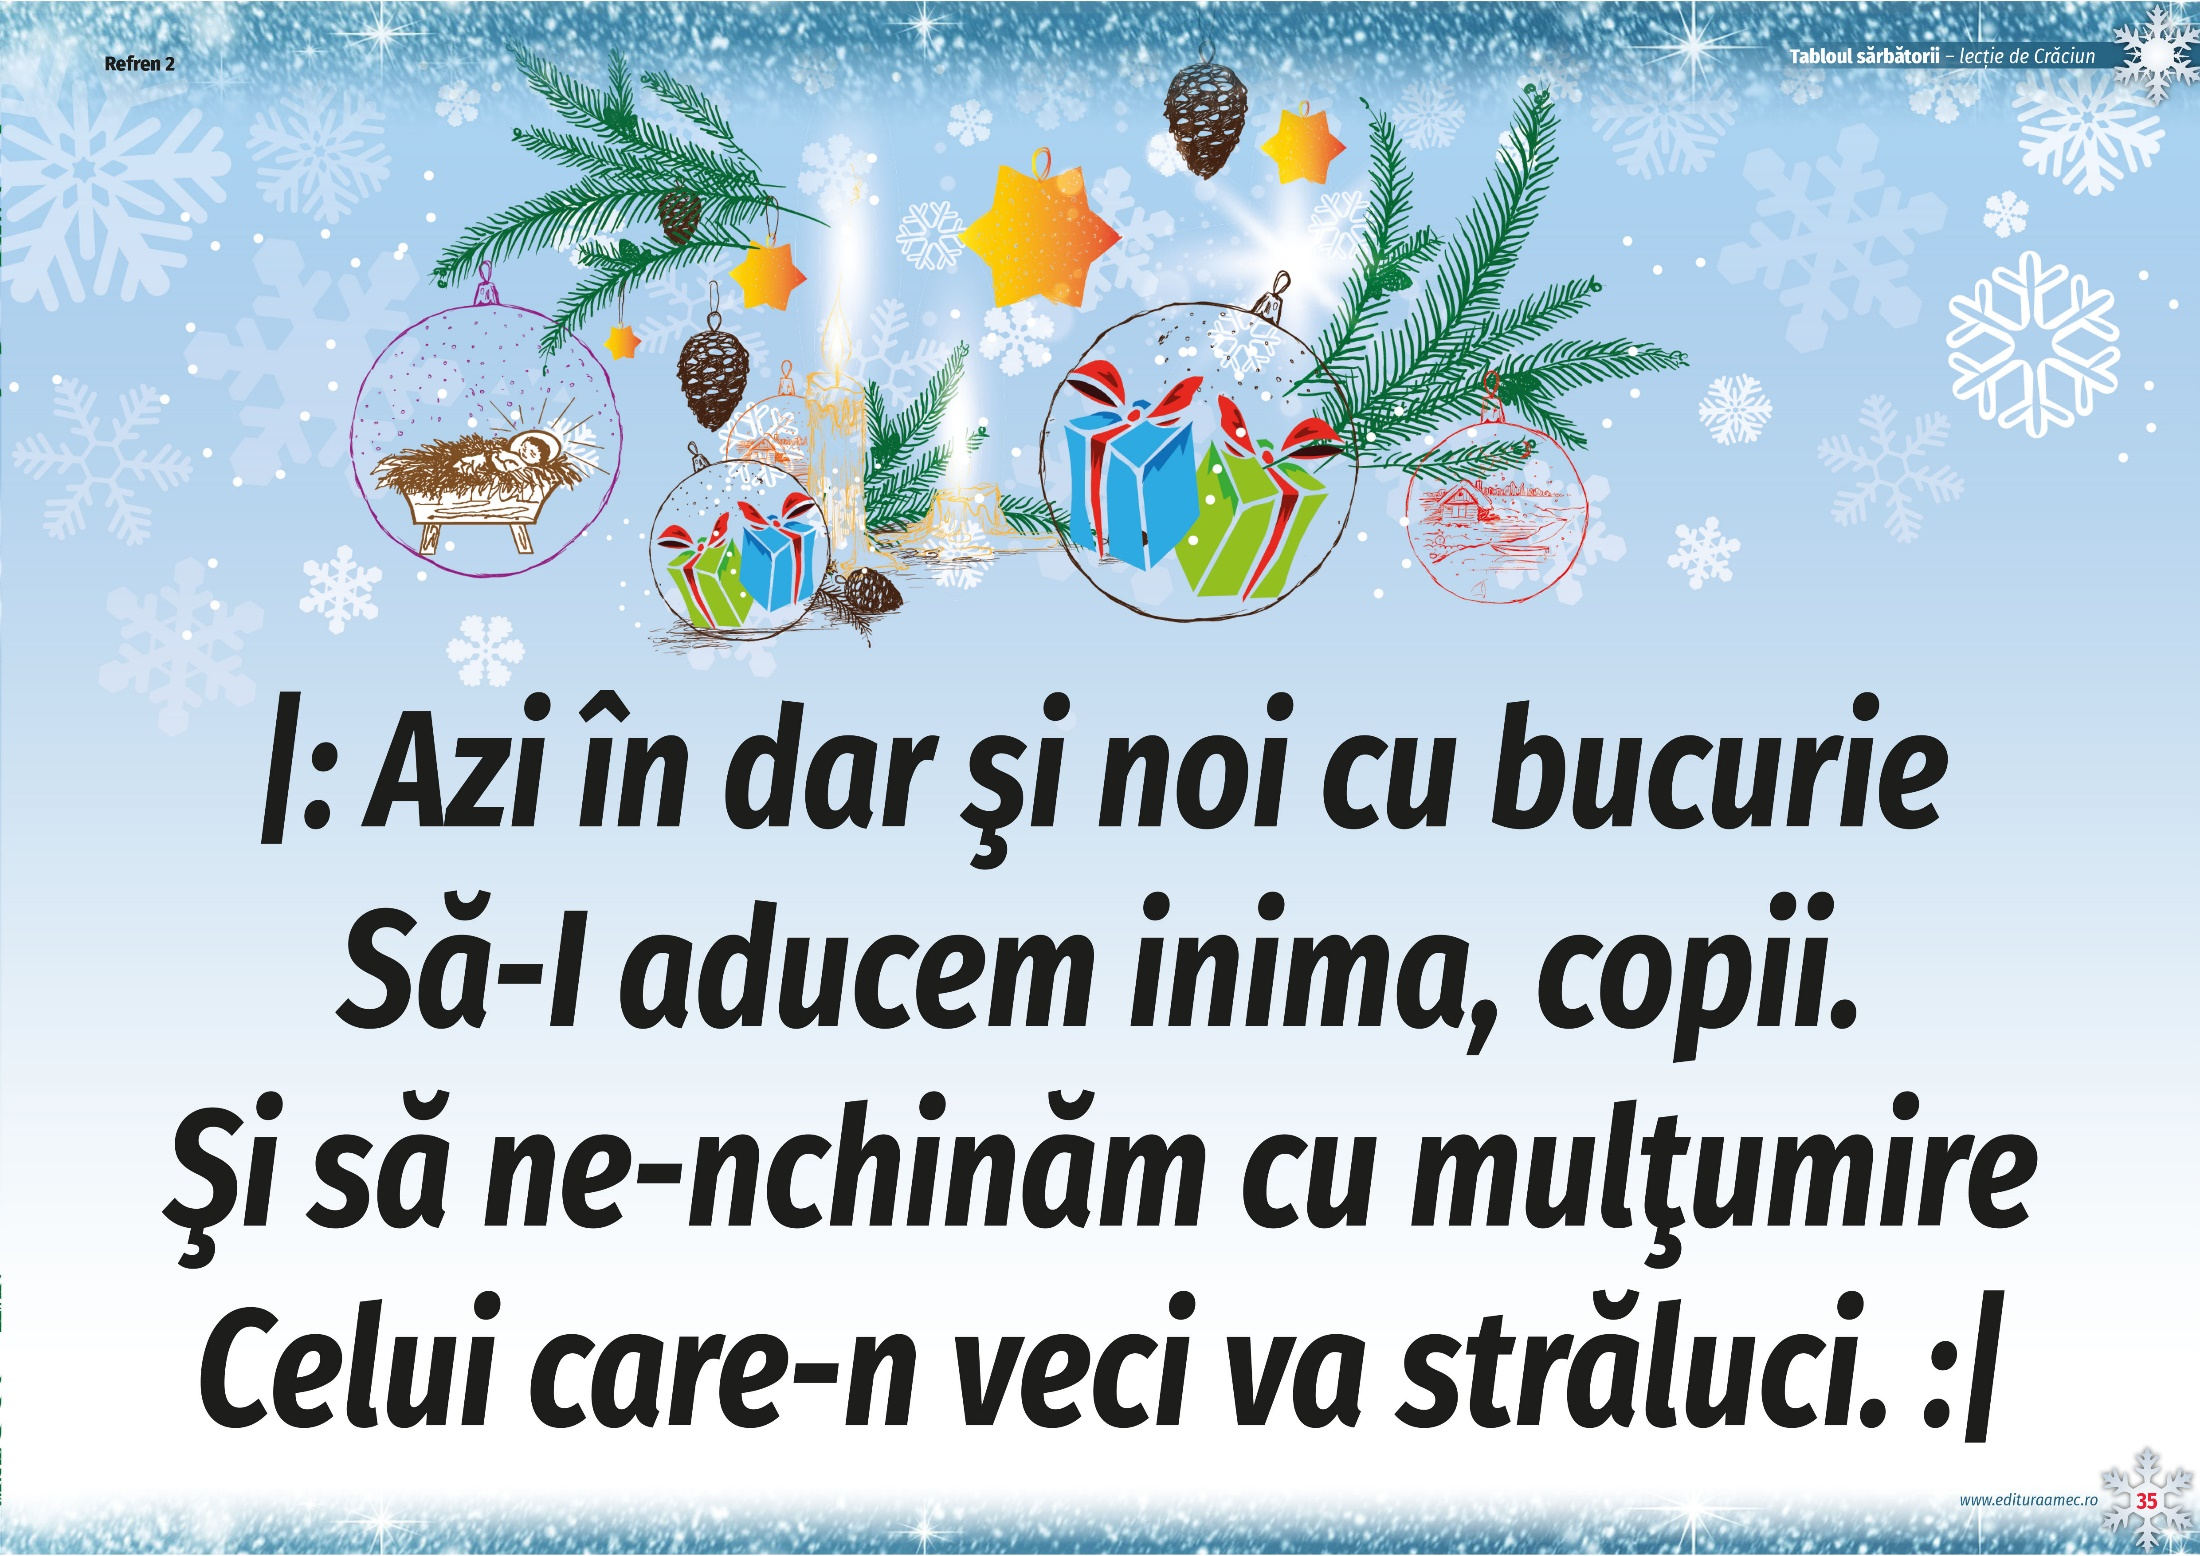 Refren 2
Tabloul sărbătorii – lecție de Crăciun
|: Azi în dar şi noi cu bucurie
Să-I aducem inima, copii.
Şi să ne-nchinăm cu mulţumire
Celui care-n veci va străluci. :|
www.edituraamec.ro
35